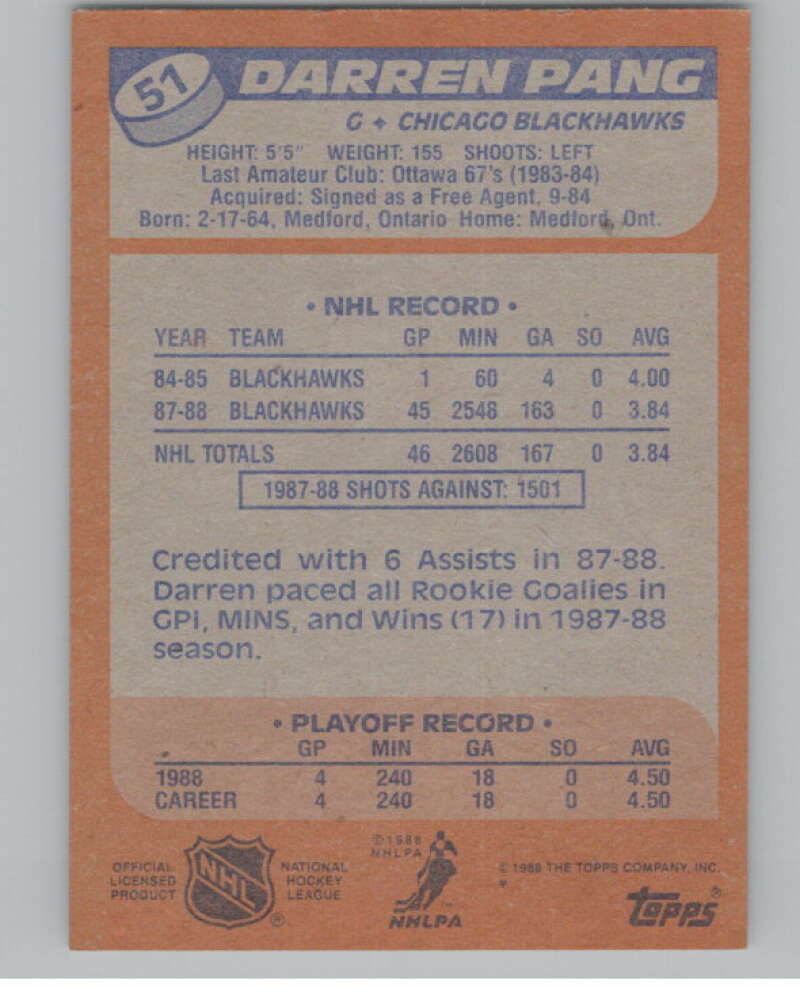 51 DARREN PANG
G ♦ CHICAGO BLACKHAWKS
HEIGHT: 5'5" WEIGHT: 155 SHOOTS: LEFT
Last Amateur Club: Ottawa 67's (1983-84)
Acquired: Signed as a Free Agent, 9-84
Born: 2-17-64, Medford, Ontario Home: Medford, Ont.
• NHL RECORD •
YEAR TEAM GP MIN GA SO AVG
84-85 BLACKHAWKS 1 60 4 0 4.00
87-88 BLACKHAWKS 45 2548 163 0 3.84
NHL TOTALS 46 2608 167 0 3.84
1987-88 SHOTS AGAINST: 1501
Credited with 6 Assists in 87-88.
Darren paced all Rookie Goalies in
GPI, MINS, and Wins (17) in 1987-88
season.
• PLAYOFF RECORD •
GP MIN GA SO AVG
1988 4 240 18 0 4.50
CAREER 4 240 18 0 4.50
OFFICIAL
LICENSED
PRODUCT
NHL ®
NATIONAL
HOCKEY
LEAGUE
© 1988
NHLPA
™
NHLPA
© 1988 THE TOPPS COMPANY, INC.
topps®